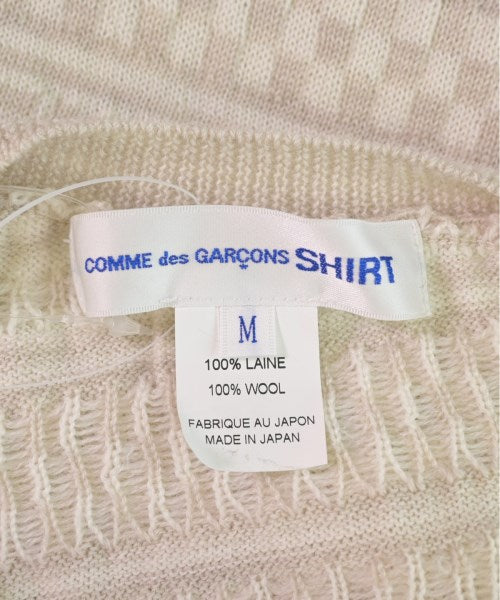 COMME des GARÇONS SHIRT
M
100% LAINE
100% WOOL
FABRIQUE AU JAPON
MADE IN JAPAN